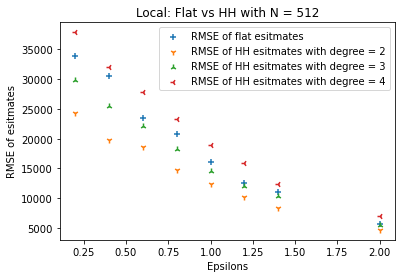 Local: Flat vs HH with N = 512
RMSE of flat esitmates
RMSE of HH esitmates with degree = 2
RMSE of HH esitmates with degree = 3
RMSE of HH esitmates with degree = 4
RMSE of esitmates
35000
30000
25000
20000
15000
10000
5000
0.25 0.50 0.75 1.00 1.25 1.50 1.75 2.00
Epsilons